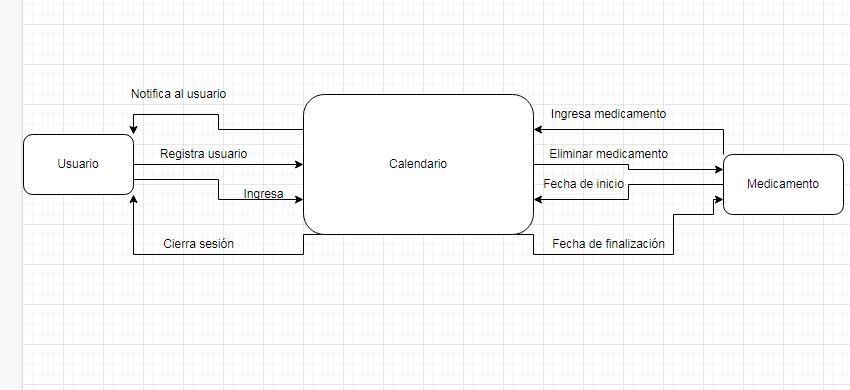 Notifica al usuario
Ingresa medicamento
Usuario
Registra usuario
Calendario
Eliminar medicamento
Ingresa
Fecha de inicio
Medicamento
Cierra sesión
Fecha de finalización